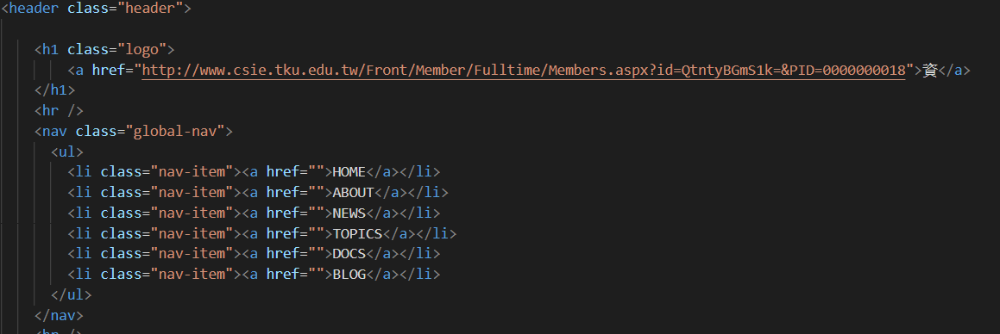 <header class="header">
<h1 class="logo">
<a href="http://www.csie.tku.edu.tw/Front/Member/Fulltime/Members.aspx?id=QtntyBGmS1k=&PID=0000000018">資</a>
</h1>
<hr />
<nav class="global-nav">
<ul>
<li class="nav-item"><a href="">HOME</a></li>
<li class="nav-item"><a href="">ABOUT</a></li>
<li class="nav-item"><a href="">NEWS</a></li>
<li class="nav-item"><a href="">TOPICS</a></li>
<li class="nav-item"><a href="">DOCS</a></li>
<li class="nav-item"><a href="">BLOG</a></li>
</ul>
</nav>
<hr />